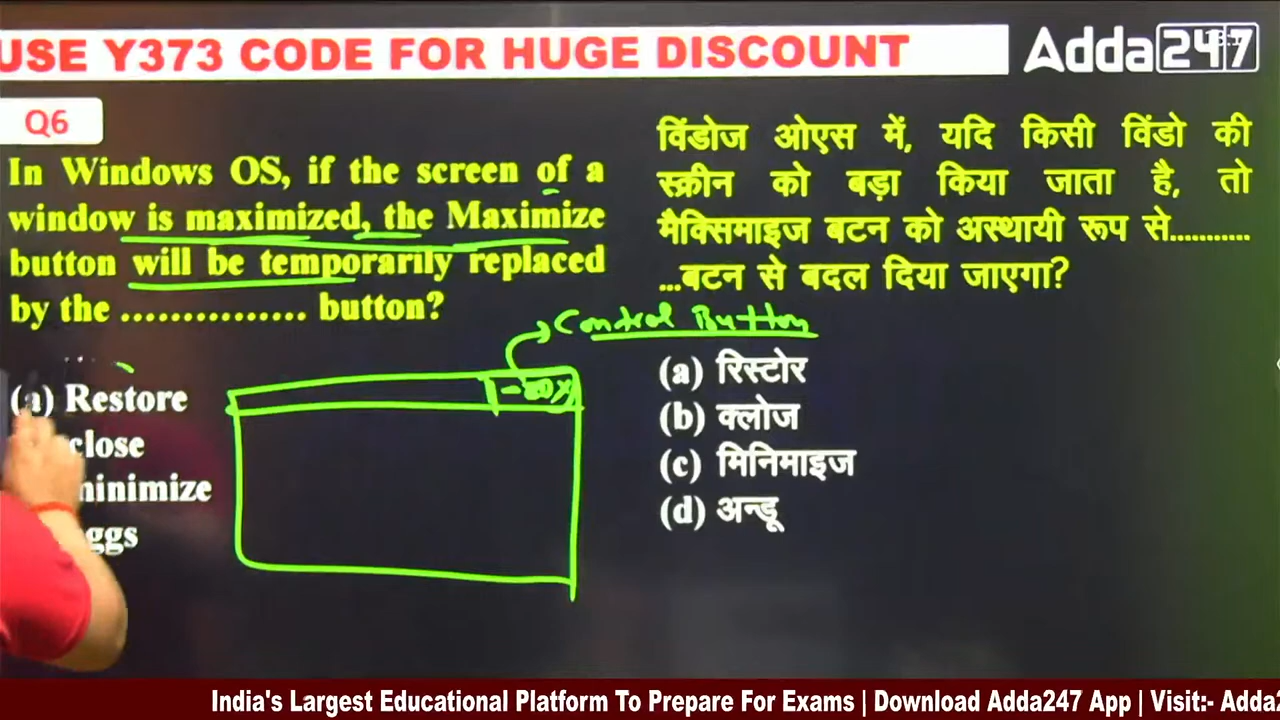 USE Y373 CODE FOR HUGE DISCOUNT
Adda247
Q6
In Windows OS, if the screen of a
window is maximized, the Maximize
button will be temporarily replaced
by the ............... button?
(a) Restore
close
minimize
ggs
विंडोज ओएस में, यदि किसी विंडो की
स्क्रीन को बड़ा किया जाता है, तो
मैक्सिमाइज बटन को अस्थायी रूप से...........
...बटन से बदल दिया जाएगा?
Control Button
(a) रिस्टोर
(b) क्लोज
(c) मिनिमाइज
(d) अन्डू
India's Largest Educational Platform To Prepare For Exams | Download Adda247 App | Visit:- Adda2